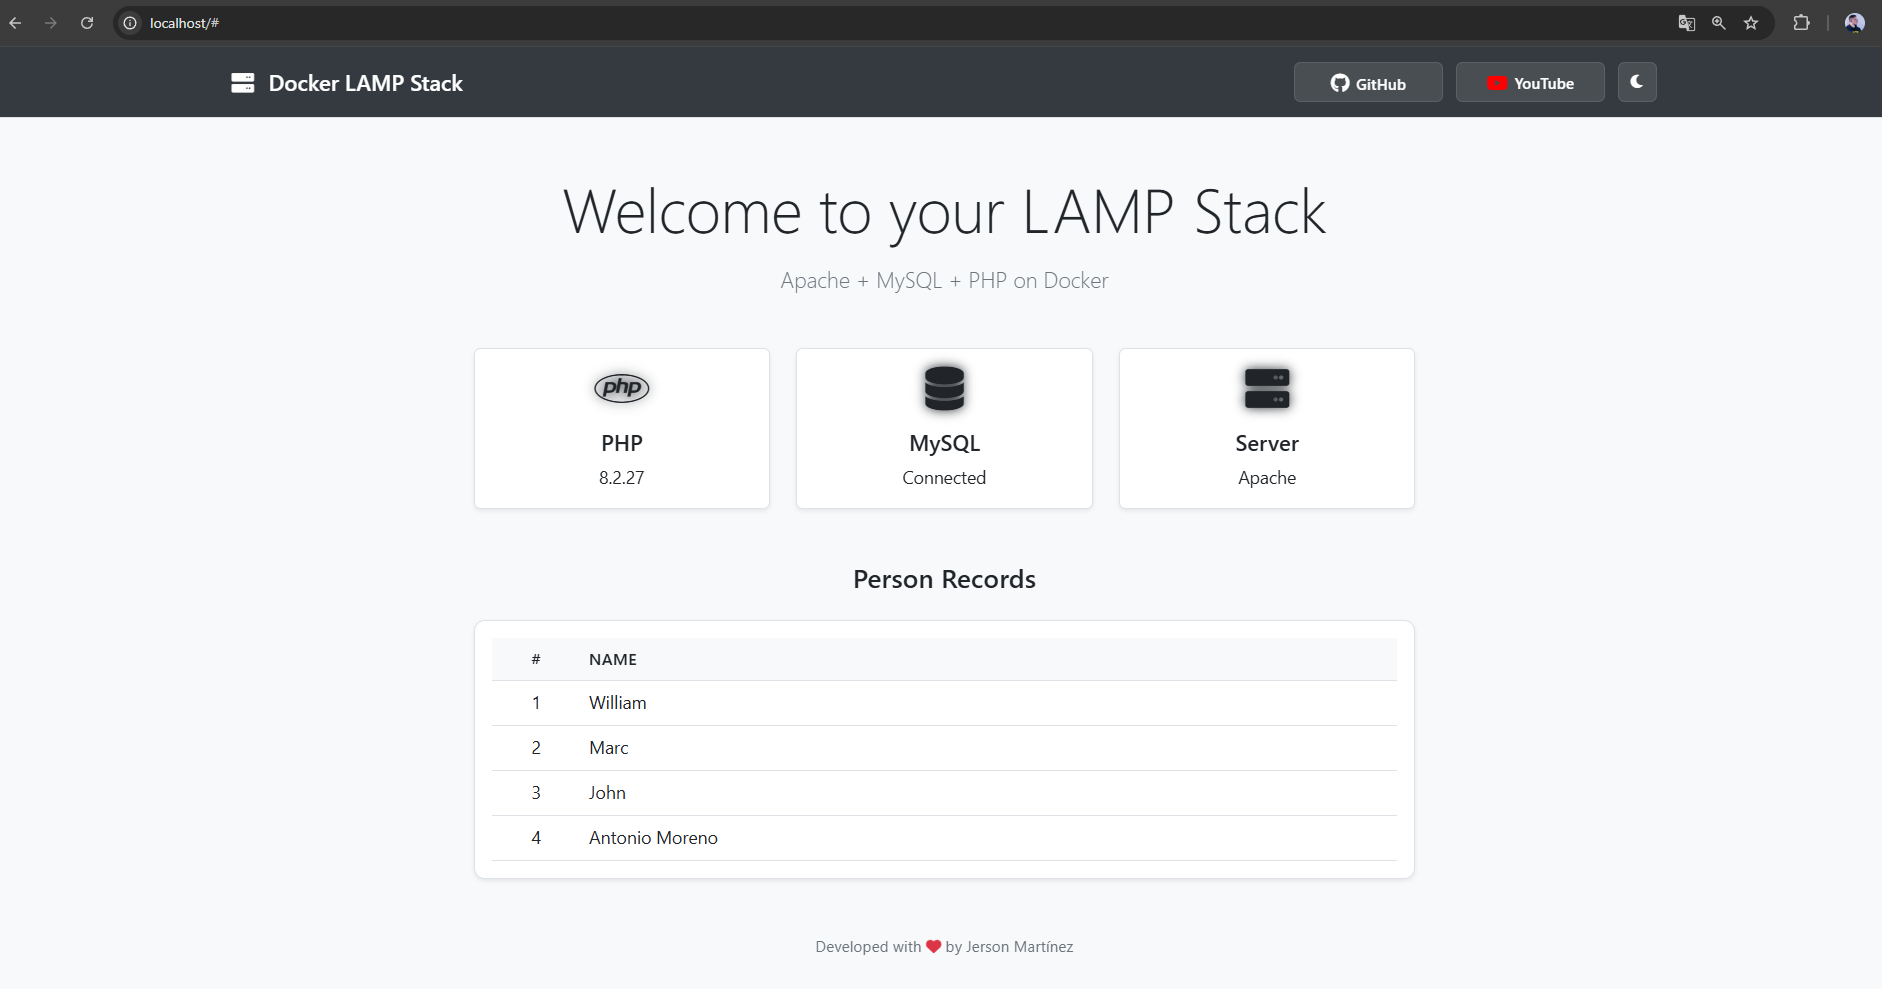 localhost/#
Docker LAMP Stack
GitHub
YouTube
Welcome to your LAMP Stack
Apache + MySQL + PHP on Docker
php
PHP
8.2.27
MySQL
Connected
Server
Apache
Person Records
# NAME
1 William
2 Marc
3 John
4 Antonio Moreno
Developed with ❤ by Jerson Martínez